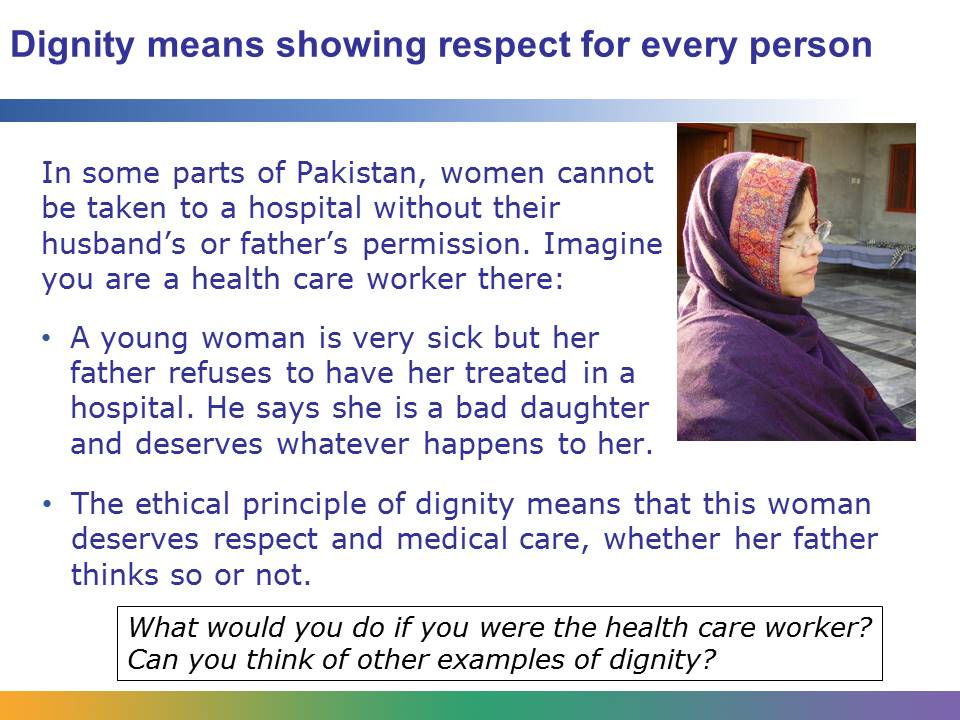 Dignity means showing respect for every person
In some parts of Pakistan, women cannot
be taken to a hospital without their
husband’s or father’s permission. Imagine
you are a health care worker there:
• A young woman is very sick but her
father refuses to have her treated in a
hospital. He says she is a bad daughter
and deserves whatever happens to her.
• The ethical principle of dignity means that this woman
deserves respect and medical care, whether her father
thinks so or not.
What would you do if you were the health care worker?
Can you think of other examples of dignity?